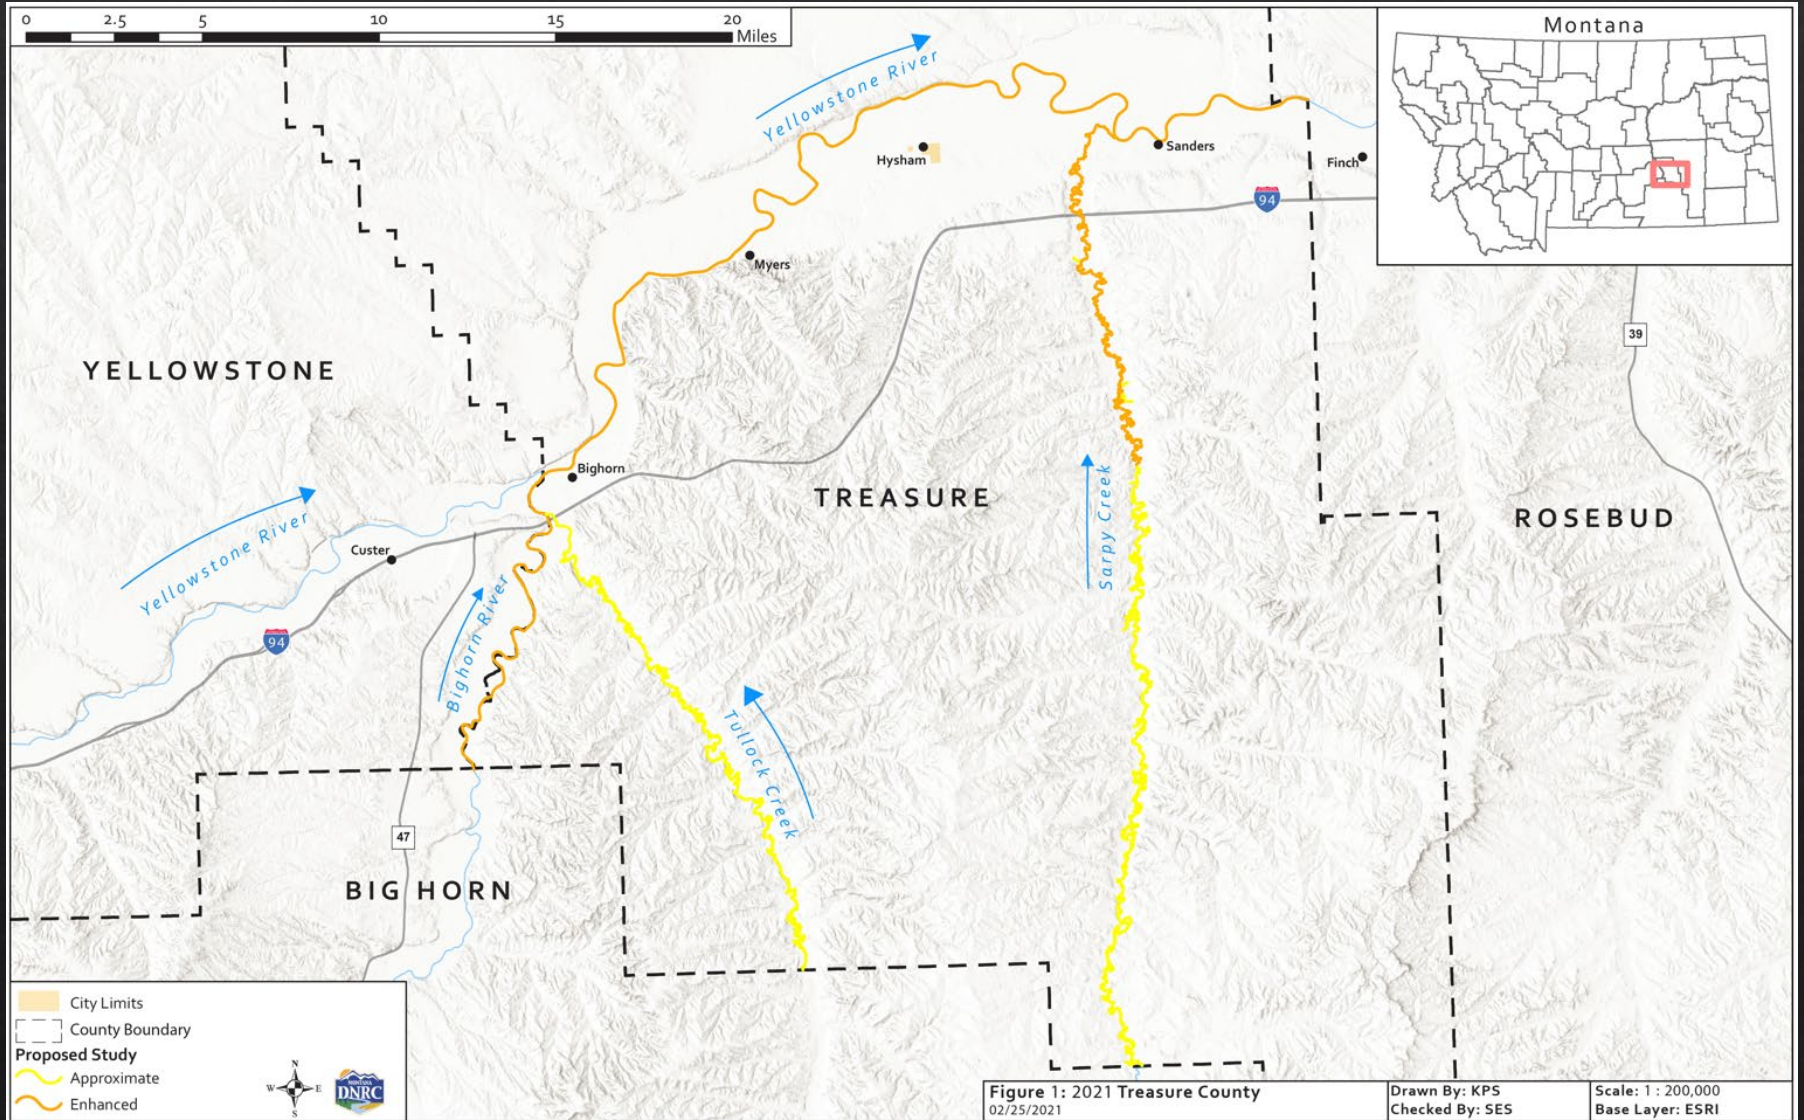 0 2.5 5 10 15 20
Miles
Montana
Yellowstone River
Hysham
Sanders
Finch
94
Myers
39
YELLOWSTONE
Bighorn
TREASURE
ROSEBUD
Sarpy Creek
Custer
Yellowstone River
94
Bighorn River
Tullock Creek
47
BIG HORN
City Limits
County Boundary
Proposed Study
Approximate
Enhanced
N
W E
S
MONTANA
DNRC
Figure 1: 2021 Treasure County
02/25/2021
Drawn By: KPS
Checked By: SES
Scale: 1 : 200,000
Base Layer: ESRI